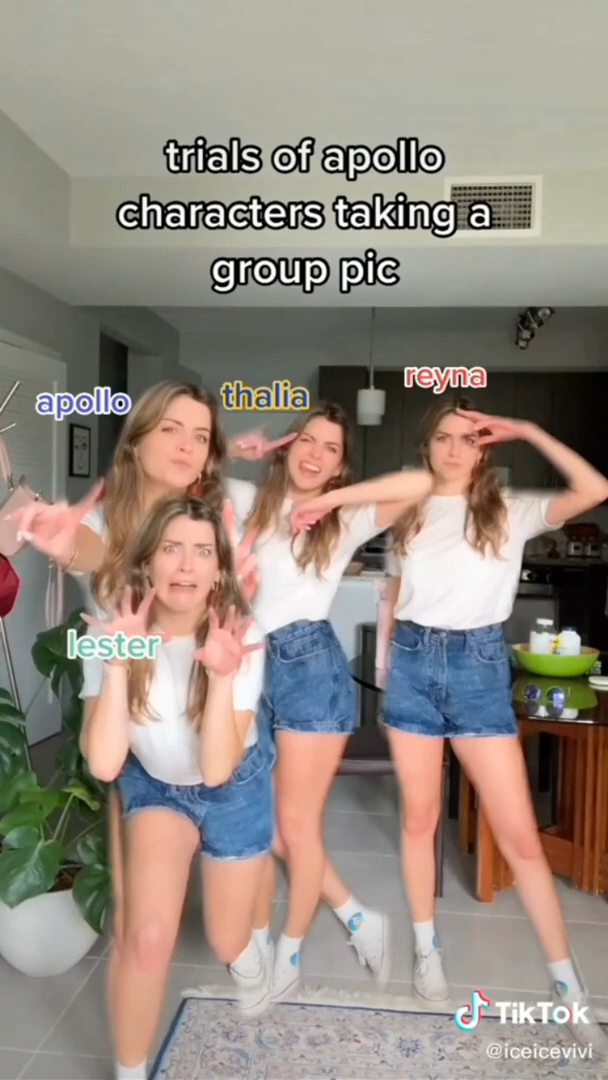 trials of apollo
characters taking a
group pic
apollo
thalia
reyna
lester
TikTok
@iceicevivi